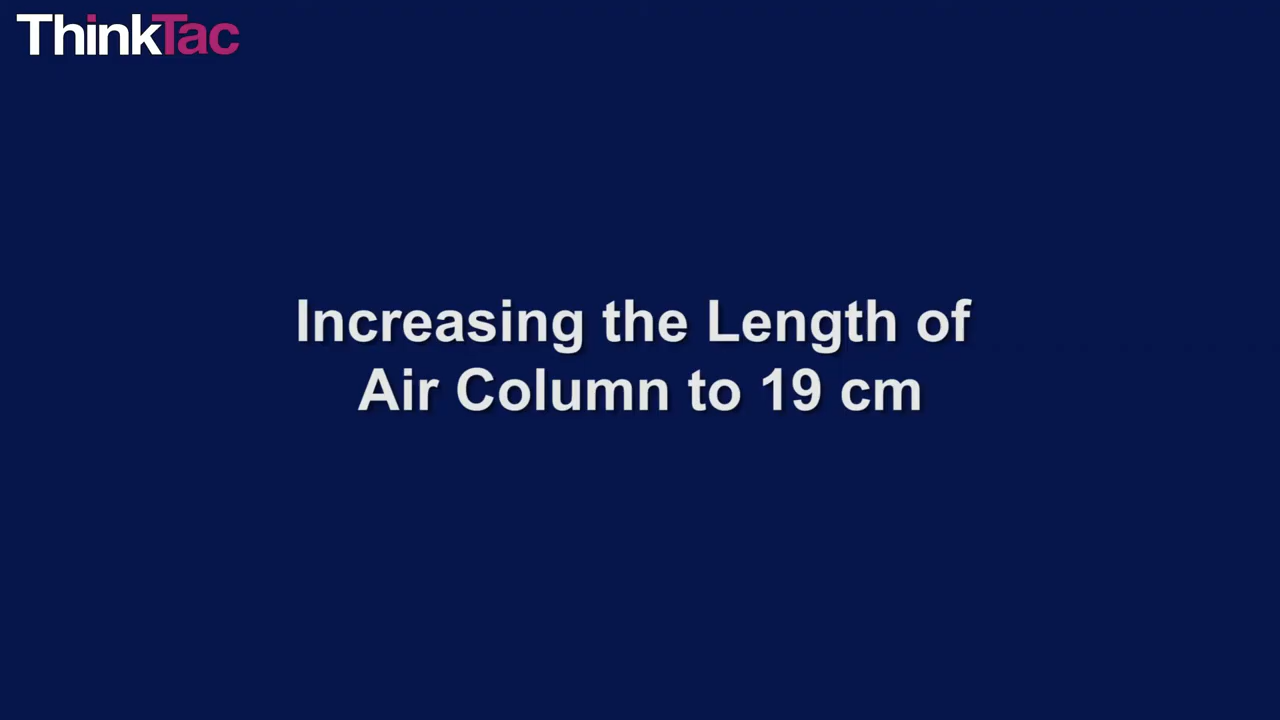 ThinkTac
Increasing the Length of
Air Column to 19 cm